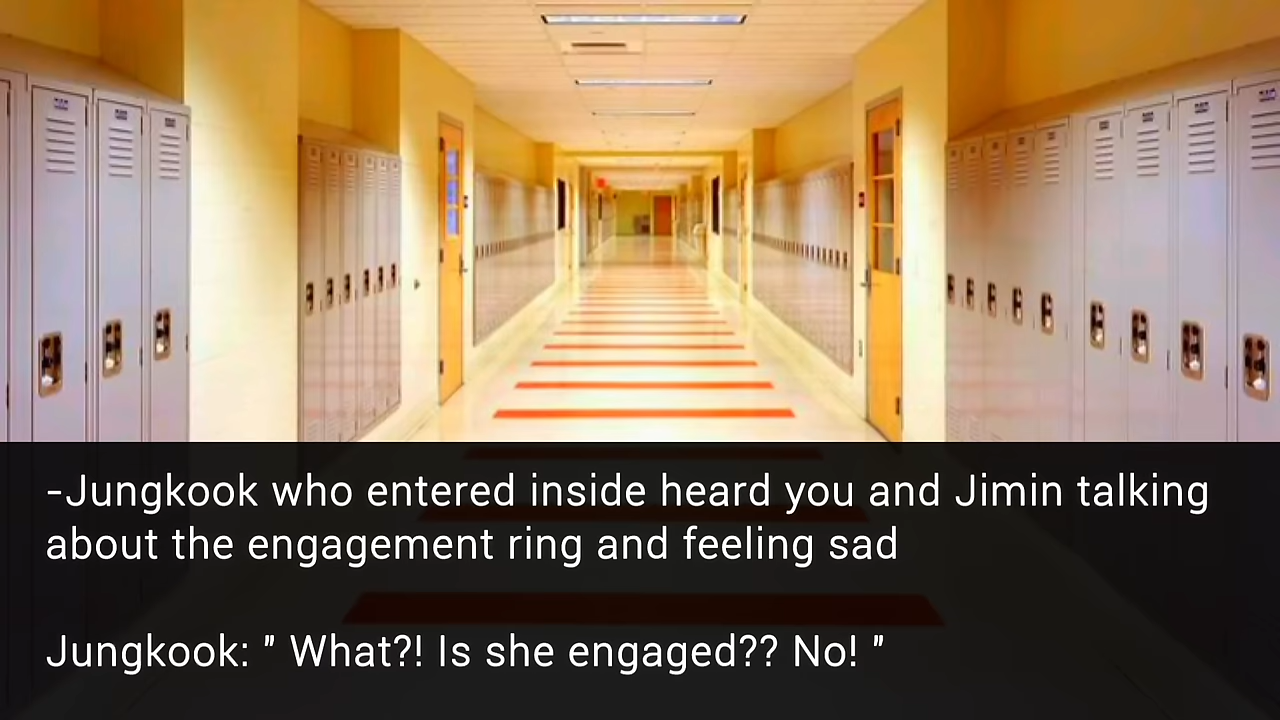 -Jungkook who entered inside heard you and Jimin talking
about the engagement ring and feeling sad
Jungkook: " What?! Is she engaged?? No! "